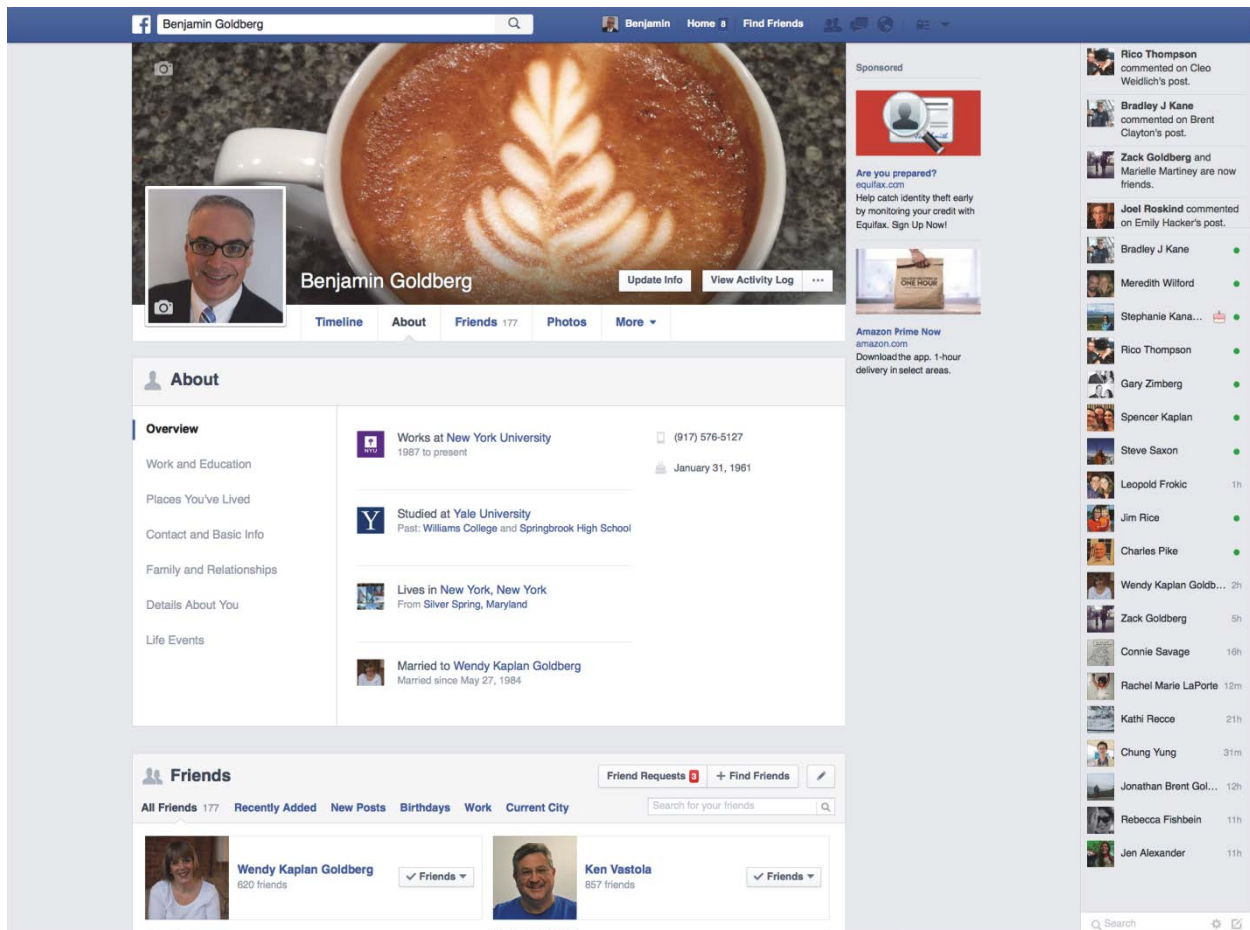 Benjamin Goldberg
Benjamin Home 8 Find Friends
Benjamin Goldberg
Update Info View Activity Log ...
Timeline About Friends 177 Photos More
About
Overview
Work and Education
Places You've Lived
Contact and Basic Info
Family and Relationships
Details About You
Life Events
NYU
Works at New York University
1987 to present
Y
Studied at Yale University
Past: Williams College and Springbrook High School
Lives in New York, New York
From Silver Spring, Maryland
Married to Wendy Kaplan Goldberg
Married since May 27, 1984
(917) 576-5127
January 31, 1961
Friends
Friend Requests 3 + Find Friends
All Friends 177 Recently Added New Posts Birthdays Work Current City
Search for your friends
Wendy Kaplan Goldberg
620 friends
Friends
Ken Vastola
857 friends
Friends
Sponsored
Are you prepared?
equifax.com
Help catch identity theft early
by monitoring your credit with
Equifax. Sign Up Now!
ONE HOUR
Amazon Prime Now
amazon.com
Download the app. 1-hour
delivery in select areas.
Rico Thompson
commented on Cleo
Weidlich's post.
Bradley J Kane
commented on Brent
Clayton's post.
Zack Goldberg and
Marielle Martiney are now
friends.
Joel Roskind commented
on Emily Hacker's post.
Bradley J Kane
Meredith Wilford
Stephanie Kana...
Rico Thompson
Gary Zimberg
Spencer Kaplan
Steve Saxon
Leopold Frokic 1h
Jim Rice
Charles Pike
Wendy Kaplan Goldb... 2h
Zack Goldberg 5h
Connie Savage 16h
Rachel Marie LaPorte 12m
Kathi Recce 21h
Chung Yung 31m
Jonathan Brent Gol... 12h
Rebecca Fishbein 11h
Jen Alexander 11h
Search